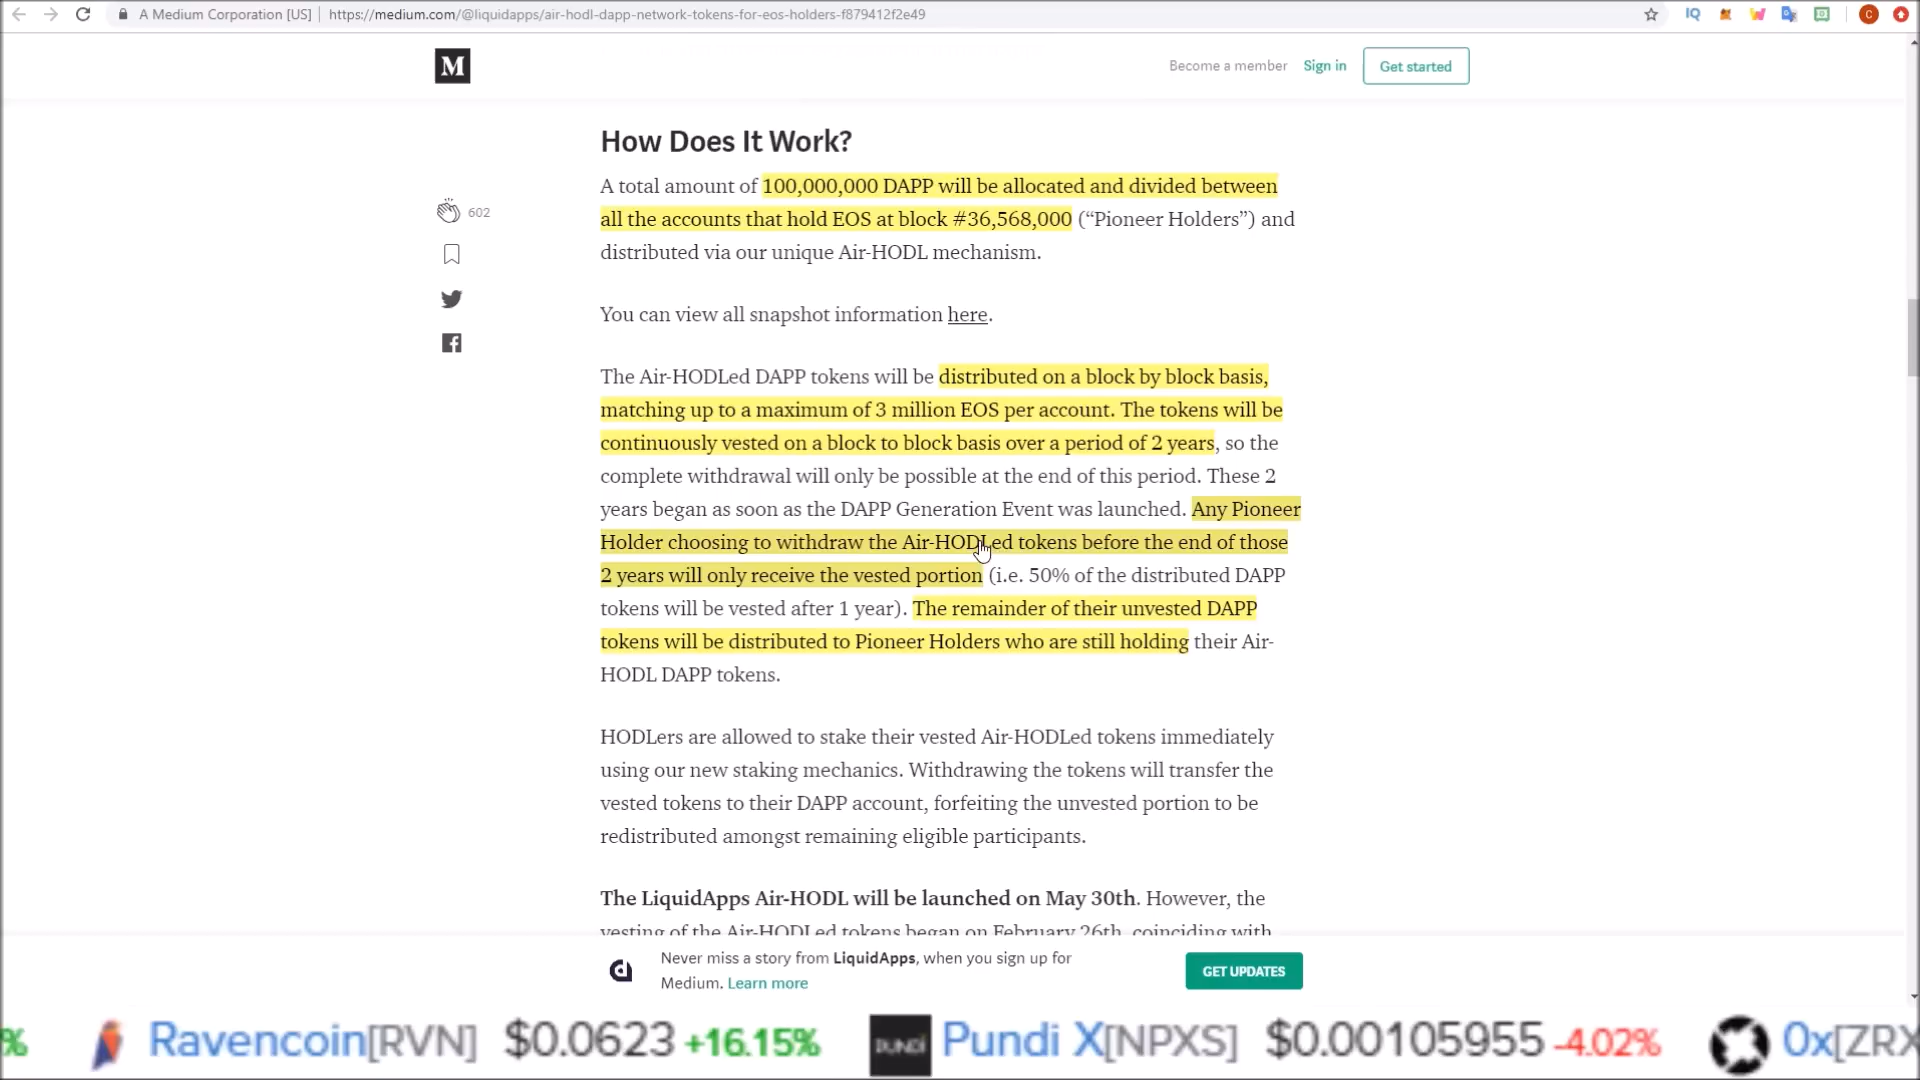 A Medium Corporation [US] | https://medium.com/@liquidapps/air-hodl-dapp-network-tokens-for-eos-holders-f879412f2e49
IQ
C
M
Become a member Sign in Get started
How Does It Work?
A total amount of 100,000,000 DAPP will be allocated and divided between
all the accounts that hold EOS at block #36,568,000 (“Pioneer Holders”) and
distributed via our unique Air-HODL mechanism.
602
You can view all snapshot information here.
The Air-HODLed DAPP tokens will be distributed on a block by block basis,
matching up to a maximum of 3 million EOS per account. The tokens will be
continuously vested on a block to block basis over a period of 2 years, so the
complete withdrawal will only be possible at the end of this period. These 2
years began as soon as the DAPP Generation Event was launched. Any Pioneer
Holder choosing to withdraw the Air-HODLed tokens before the end of those
2 years will only receive the vested portion (i.e. 50% of the distributed DAPP
tokens will be vested after 1 year). The remainder of their unvested DAPP
tokens will be distributed to Pioneer Holders who are still holding their Air-
HODL DAPP tokens.
HODLers are allowed to stake their vested Air-HODLed tokens immediately
using our new staking mechanics. Withdrawing the tokens will transfer the
vested tokens to their DAPP account, forfeiting the unvested portion to be
redistributed amongst remaining eligible participants.
The LiquidApps Air-HODL will be launched on May 30th. However, the
vesting of the Air-HODLed tokens began on February 26th, coinciding with
Never miss a story from LiquidApps, when you sign up for
Medium. Learn more
GET UPDATES
% Ravencoin[RVN] $0.0623 +16.15% PUNDI Pundi X[NPXS] $0.00105955 -4.02% 0x[ZRX